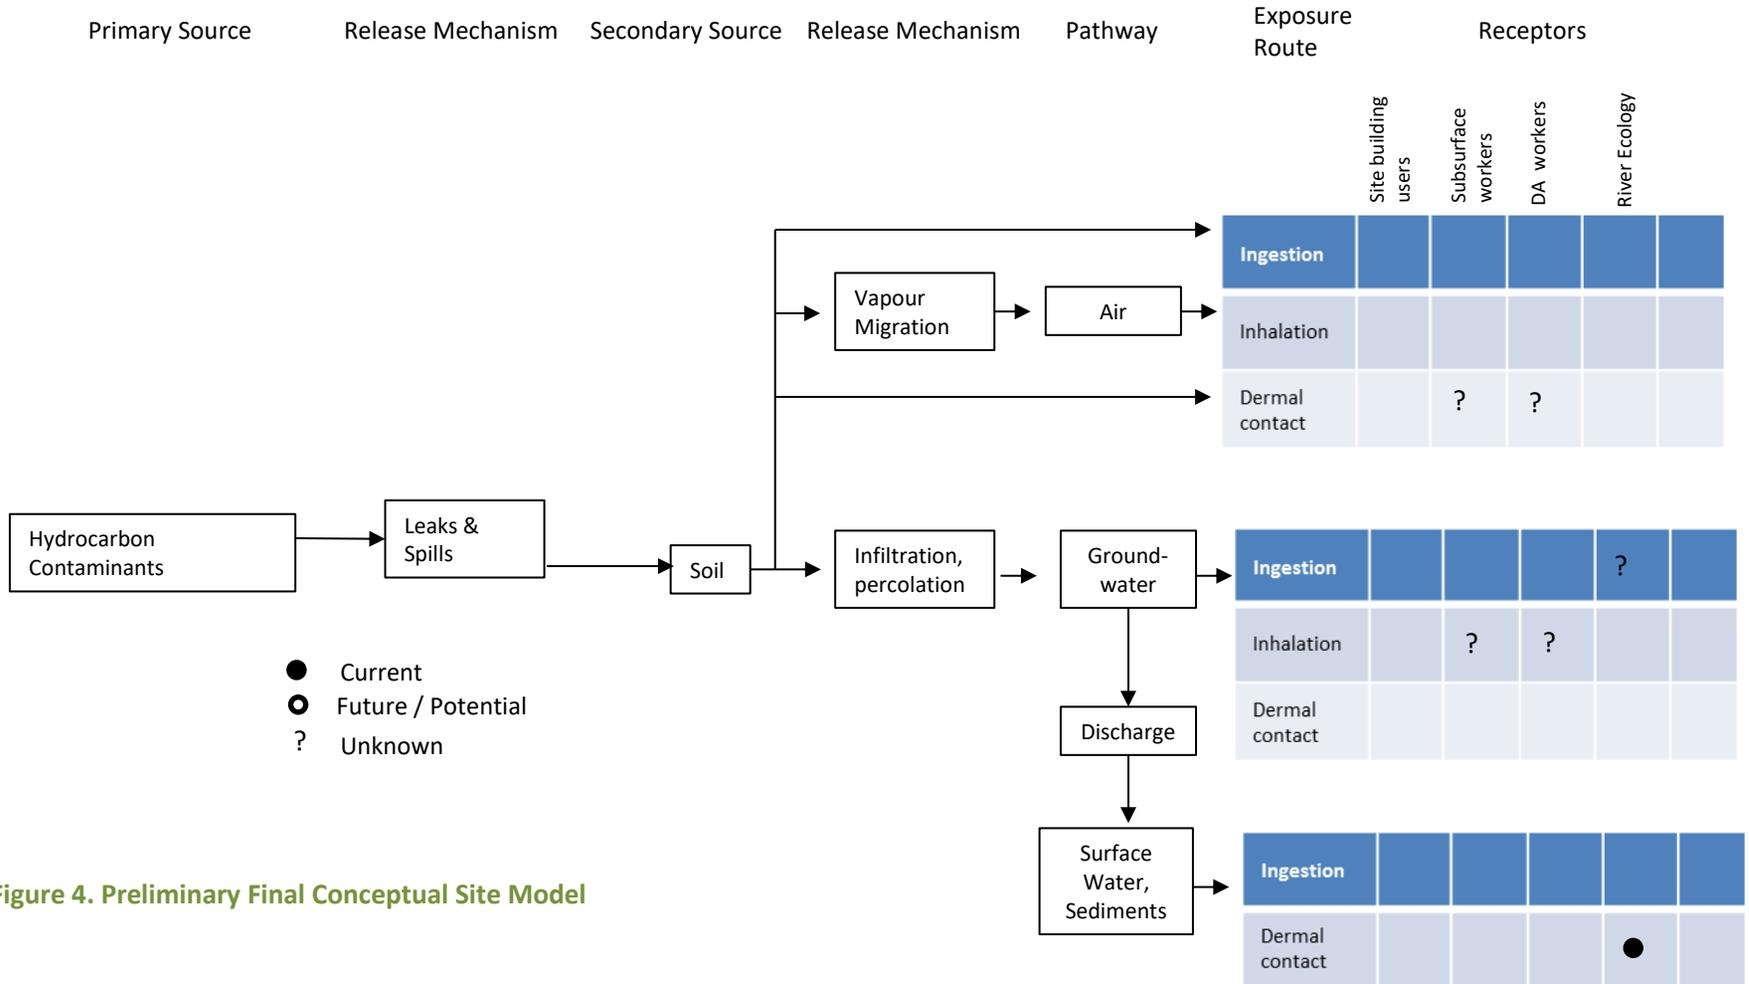 Primary Source
Release Mechanism
Secondary Source
Release Mechanism
Pathway
Exposure
Route
Receptors
Site building
users
Subsurface
workers
DA workers
River Ecology
Ingestion
Vapour
Migration
Air
Inhalation
Dermal
contact
? ?
Hydrocarbon
Contaminants
Leaks &
Spills
Soil
Infiltration,
percolation
Ground-
water
Ingestion
?
Inhalation
? ?
Dermal
contact
Current
Future / Potential
? Unknown
Discharge
Surface
Water,
Sediments
Ingestion
Dermal
contact
Figure 4. Preliminary Final Conceptual Site Model